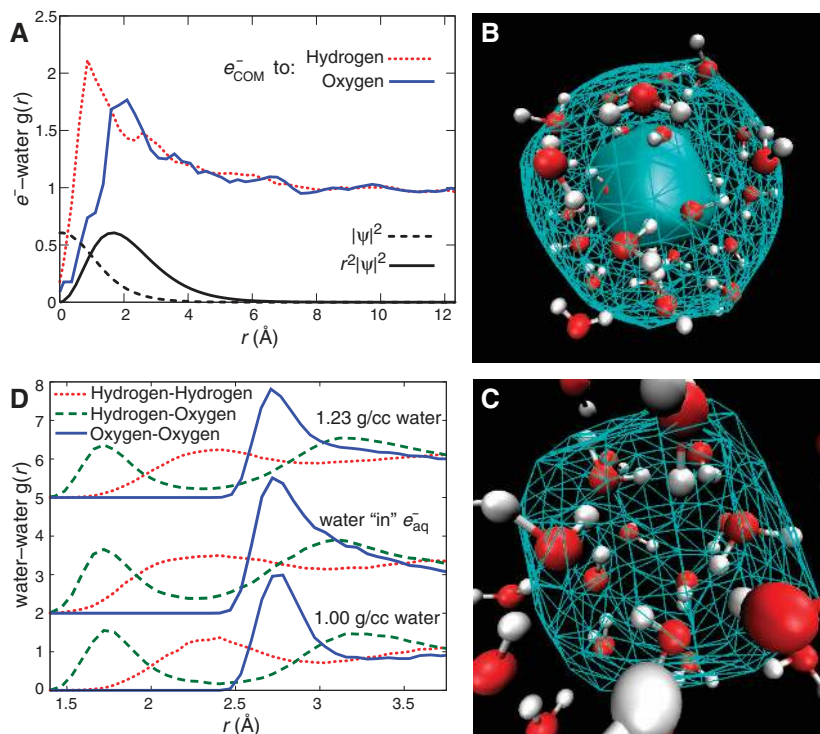 A
2.5
2
1.5
1
0.5
0
e⁻–water g(r)
e⁻COM to:
Hydrogen
Oxygen
|ψ|²
r²|ψ|²
0 2 4 6 8 10 12
r (Å)
B
D
8
7
6
5
4
3
2
1
0
water–water g(r)
Hydrogen-Hydrogen
Hydrogen-Oxygen
Oxygen-Oxygen
1.23 g/cc water
water "in" e⁻aq
1.00 g/cc water
1.5 2 2.5 3 3.5
r (Å)
C